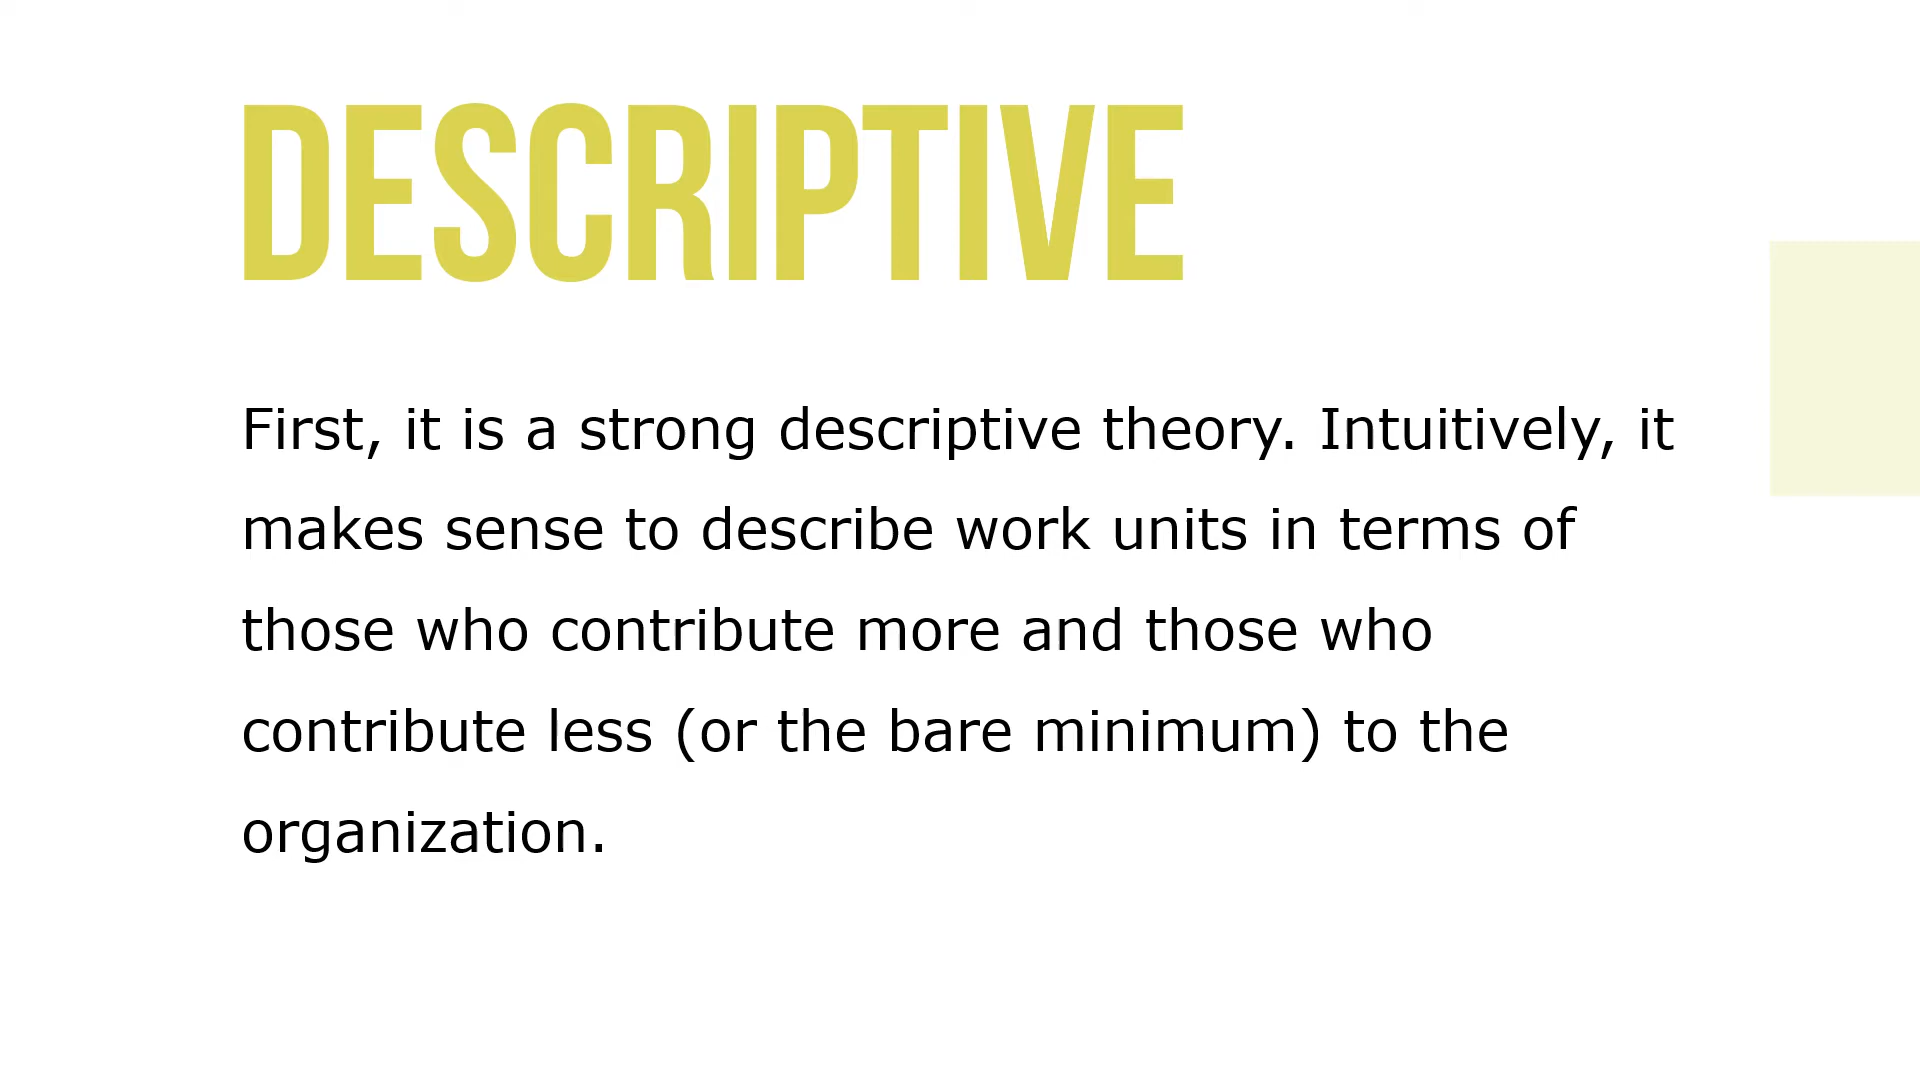 DESCRIPTIVE
First, it is a strong descriptive theory. Intuitively, it
makes sense to describe work units in terms of
those who contribute more and those who
contribute less (or the bare minimum) to the
organization.